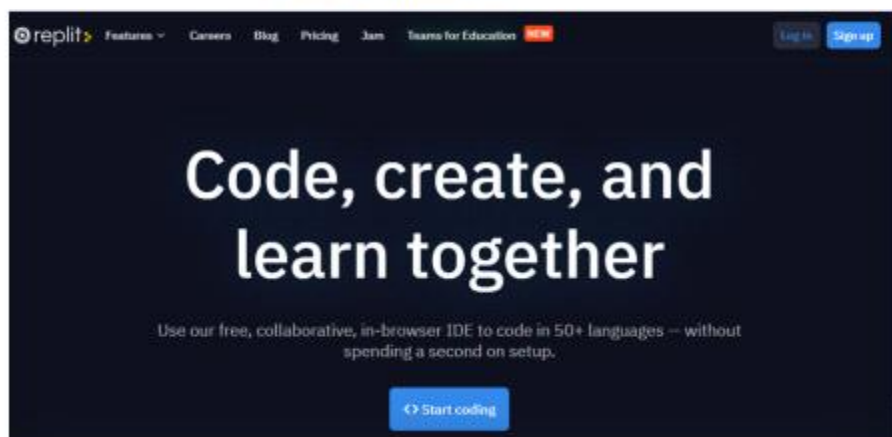 replit Features Careers Blog Pricing Jam Teams for Education NEW Log in Sign up
Code, create, and
learn together
Use our free, collaborative, in-browser IDE to code in 50+ languages — without
spending a second on setup.
<> Start coding